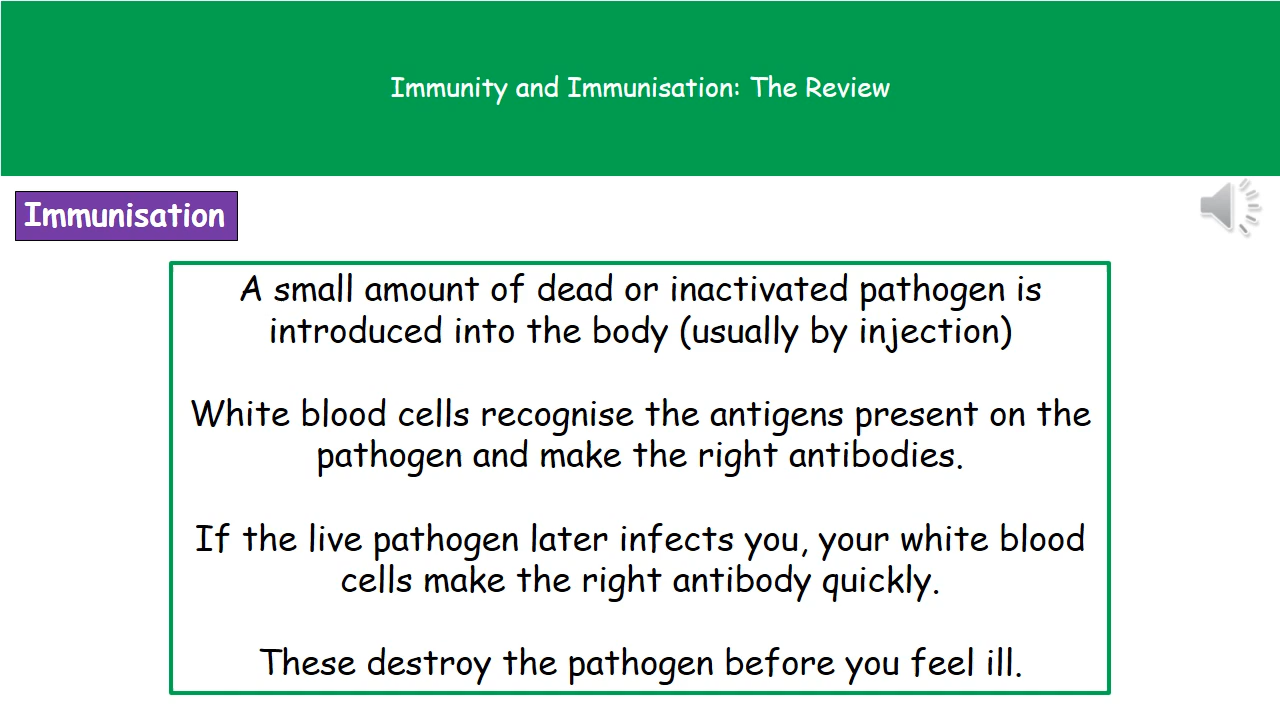 Immunity and Immunisation: The Review
Immunisation
A small amount of dead or inactivated pathogen is
introduced into the body (usually by injection)
White blood cells recognise the antigens present on the
pathogen and make the right antibodies.
If the live pathogen later infects you, your white blood
cells make the right antibody quickly.
These destroy the pathogen before you feel ill.